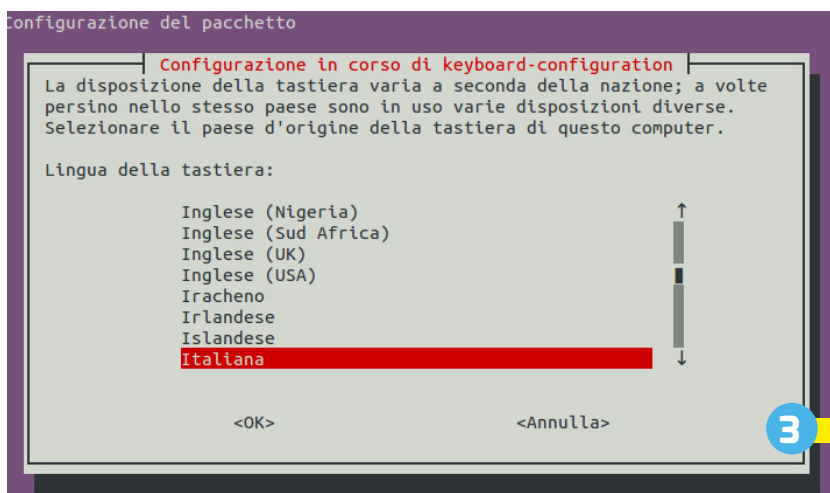 Configurazione del pacchetto
Configurazione in corso di keyboard-configuration
La disposizione della tastiera varia a seconda della nazione; a volte
persino nello stesso paese sono in uso varie disposizioni diverse.
Selezionare il paese d'origine della tastiera di questo computer.
Lingua della tastiera:
Inglese (Nigeria)
Inglese (Sud Africa)
Inglese (UK)
Inglese (USA)
Iracheno
Irlandese
Islandese
Italiana
<OK> <Annulla>
3